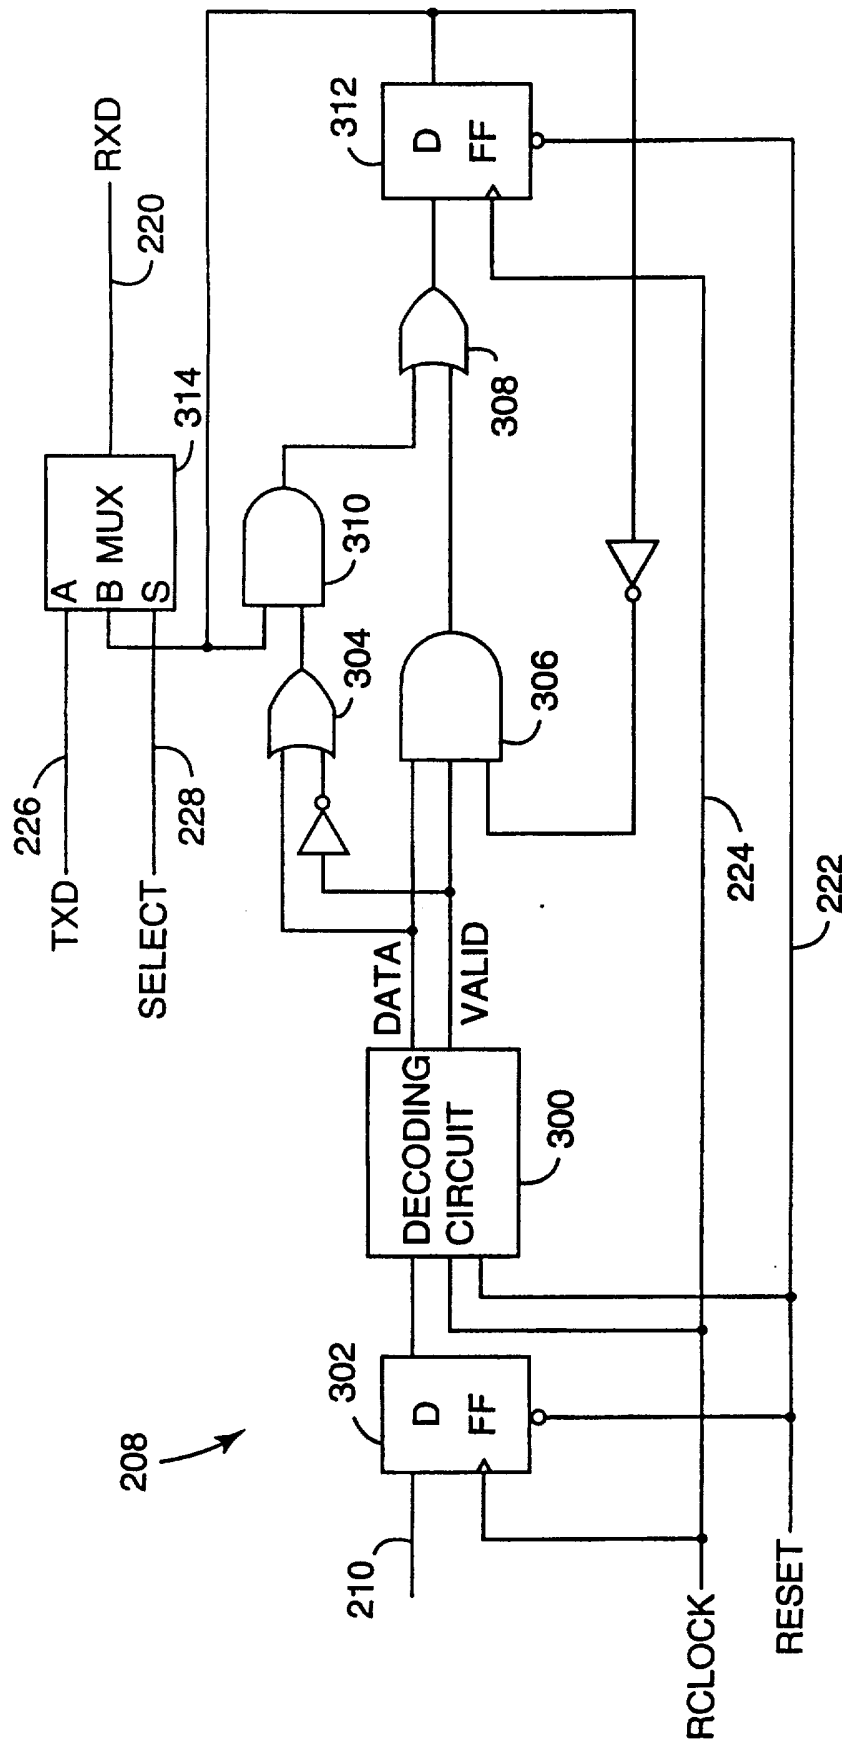 208
210
RCLOCK
RESET
302
D
FF
DECODING
CIRCUIT
300
DATA
VALID
TXD
226
SELECT
228
A
B MUX
S
314
220
RXD
304
310
306
308
312
D
FF
224
222